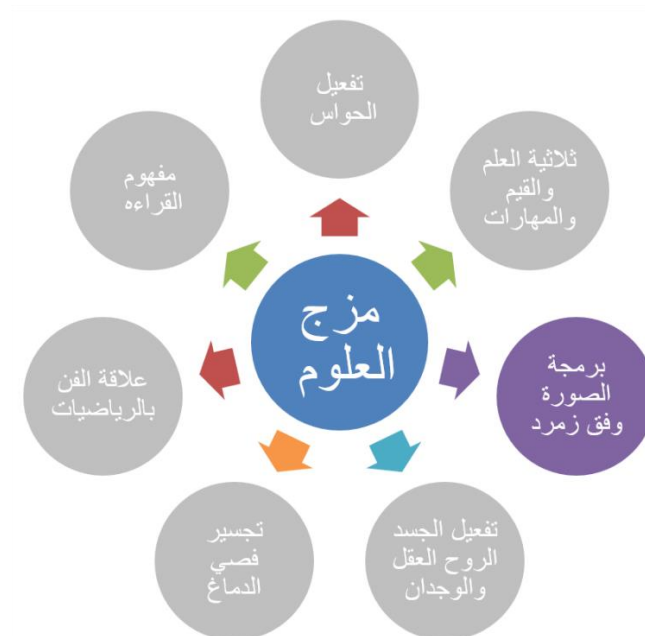 تفعيل
الحواس
ثلاثية العلم
والقيم
والمهارات
برمجة
الصورة
وفق زمرد
تفعيل الجسد
الروح العقل
والوجدان
تجسير
فصي
الدماغ
علاقة الفن
بالرياضيات
مفهوم
القراءه
مزج
العلوم